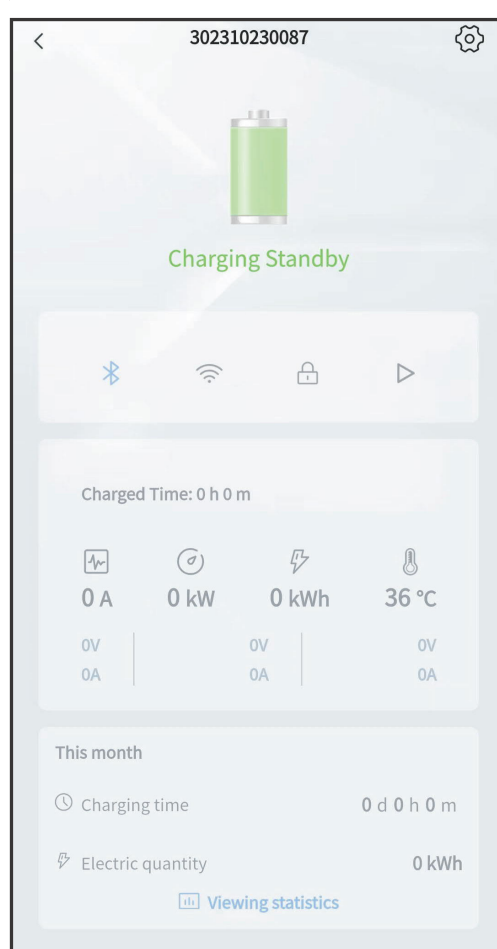 302310230087
Charging Standby
Charged Time: 0 h 0 m
0 A 0 kW 0 kWh 36 °C
0V 0V 0V
0A 0A 0A
This month
Charging time 0 d 0 h 0 m
Electric quantity 0 kWh
Viewing statistics